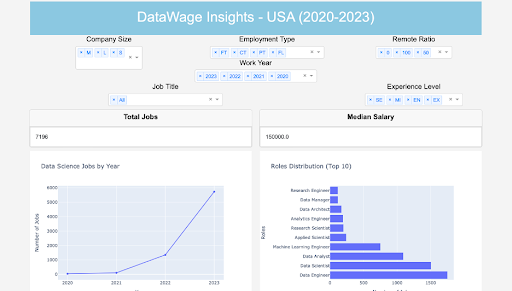 DataWage Insights - USA (2020-2023)
Company Size
Employment Type
Remote Ratio
× M × L × S
× FT × CT × PT × FL
× 0 × 100 × 50
Work Year
× 2023 × 2022 × 2021 × 2020
Job Title
Experience Level
× All
× SE × MI × EN × EX
Total Jobs
Median Salary
7196
150000.0
Data Science Jobs by Year
Roles Distribution (Top 10)
Number of Jobs
6000
5000
4000
3000
2000
1000
0
2020
2021
2022
2023
Roles
Research Engineer
Data Manager
Data Architect
Analytics Engineer
Research Scientist
Applied Scientist
Machine Learning Engineer
Data Analyst
Data Scientist
Data Engineer
0
500
1000
1500